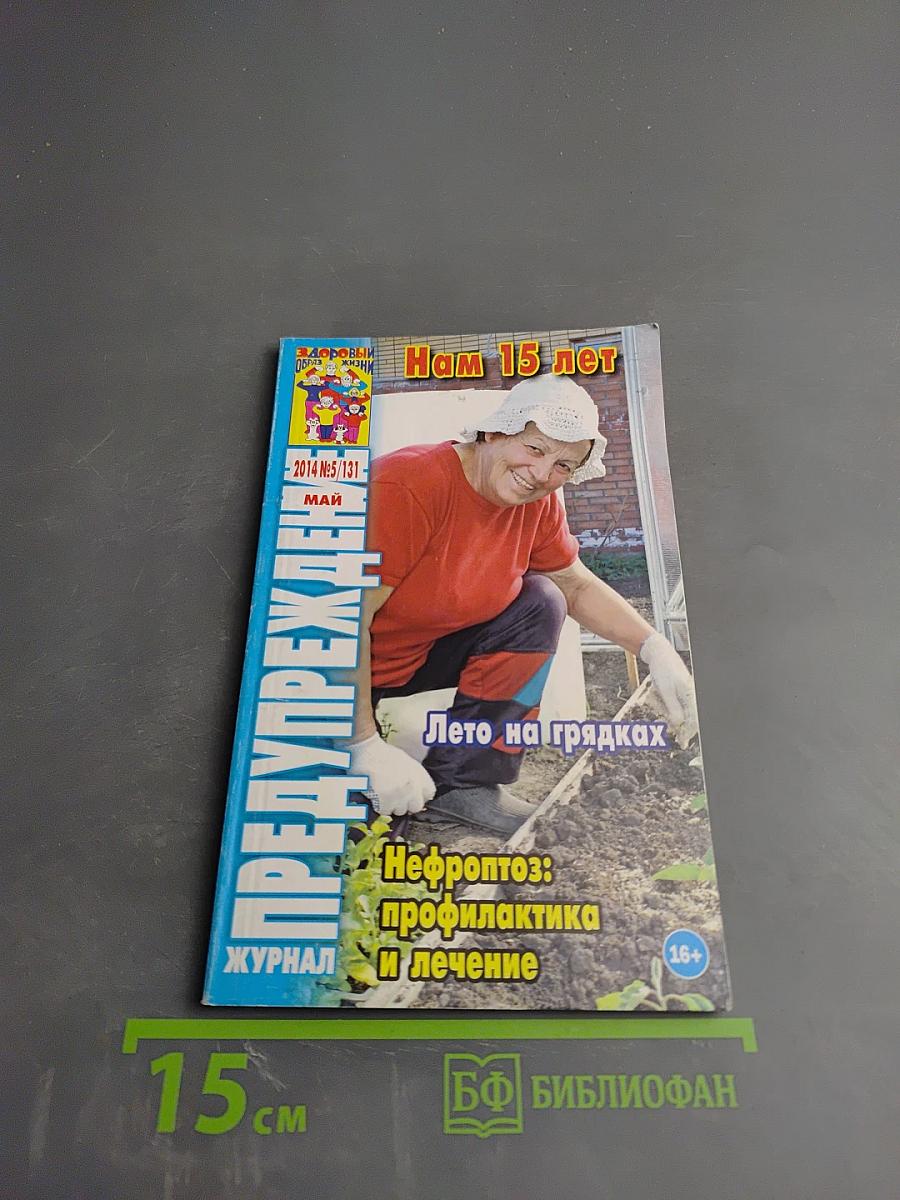 ЗДОРОВЫЙ
ОБРАЗ ЖИЗНИ
Нам 15 лет
2014 №5/131
МАЙ
ЖУРНАЛ
ПРЕДУПРЕЖДЕНИЕ
Лето на грядках
Нефроптоз:
профилактика
и лечение
16+
15 см
БФ БИБЛИОФАН